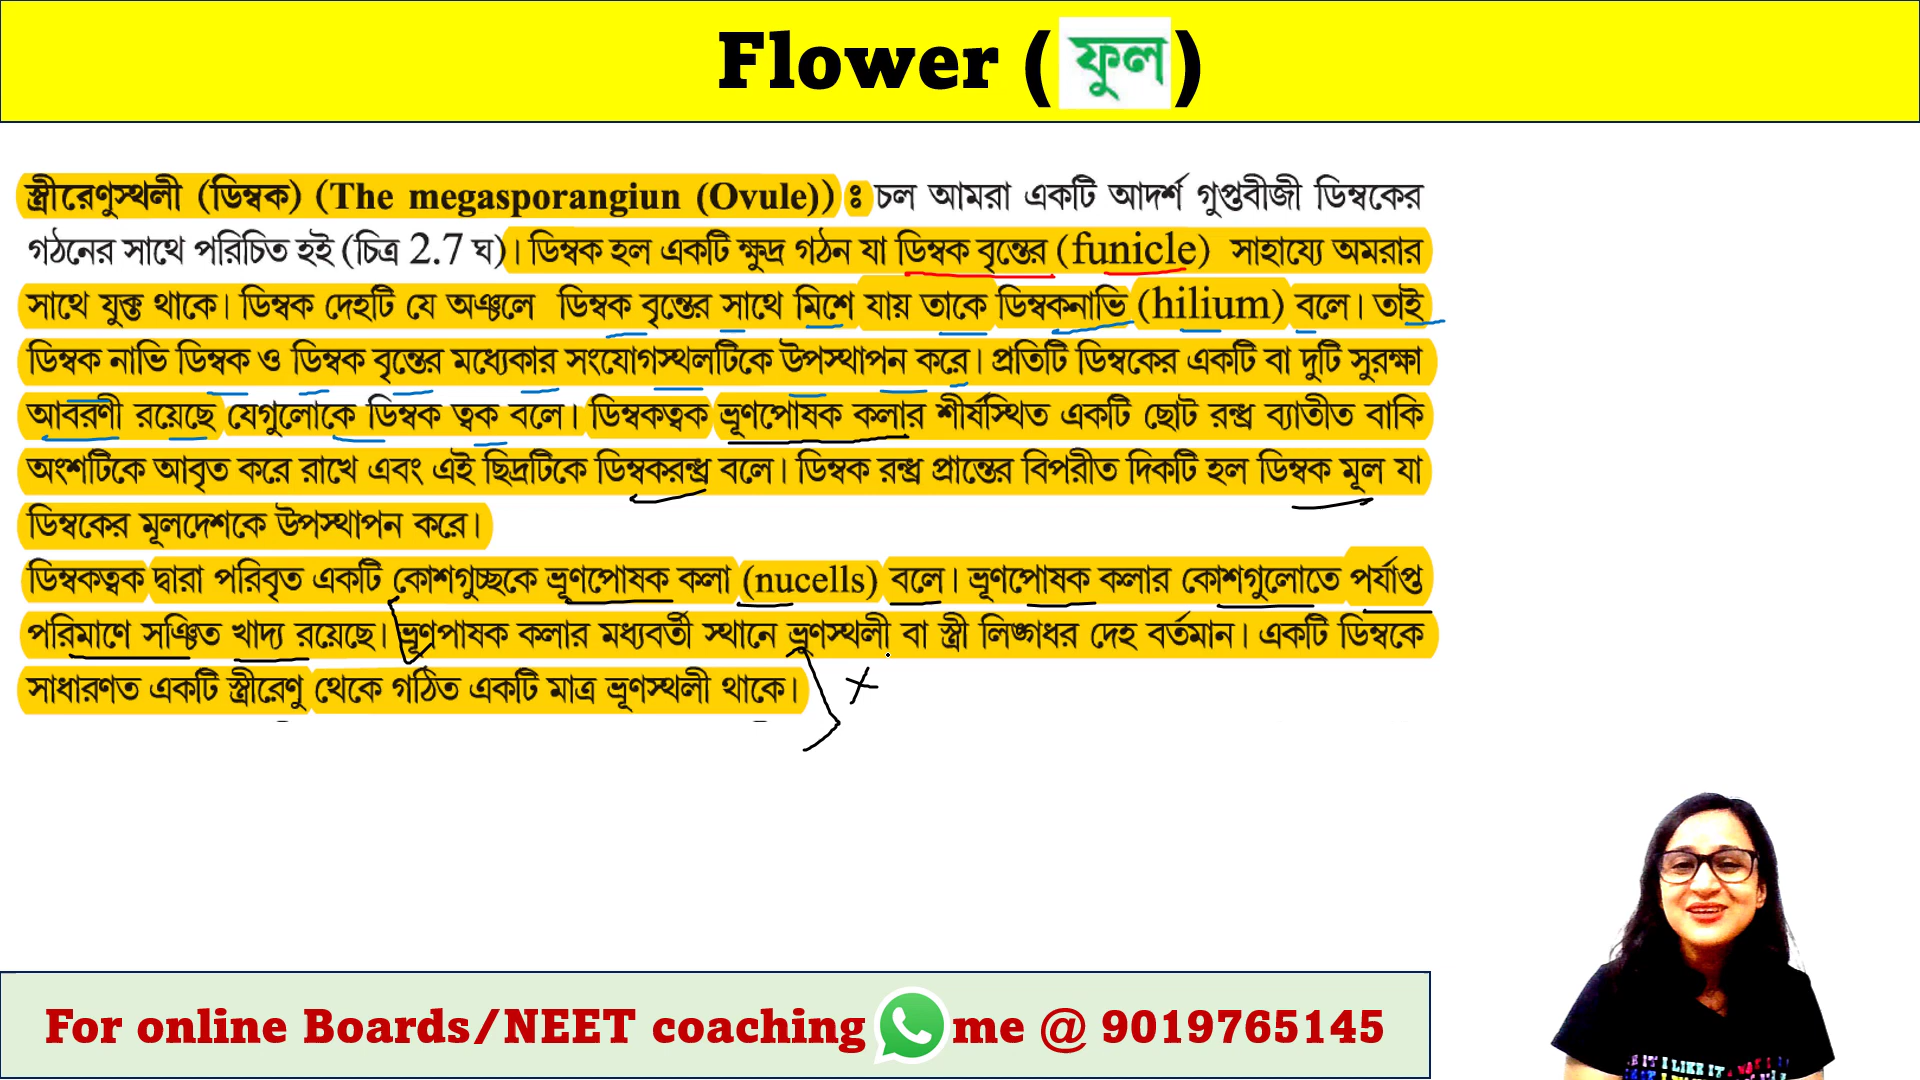 Flower (ফুল)
স্ত্রীরেণুস্থলী (ডিম্বক) (The megasporangiun (Ovule)) ঃ চল আমরা একটি আদর্শ গুপ্তবীজী ডিম্বকের
গঠনের সাথে পরিচিত হই (চিত্র 2.7 ঘ)। ডিম্বক হল একটি ক্ষুদ্র গঠন যা ডিম্বক বৃন্তের (funicle) সাহায্যে অমরার
সাথে যুক্ত থাকে। ডিম্বক দেহটি যে অঞ্চলে ডিম্বক বৃন্তের সাথে মিশে যায় তাকে ডিম্বকনাভি (hilium) বলে। তাই
ডিম্বক নাভি ডিম্বক ও ডিম্বক বৃন্তের মধ্যেকার সংযোগস্থলটিকে উপস্থাপন করে। প্রতিটি ডিম্বকের একটি বা দুটি সুরক্ষা
আবরণী রয়েছে যেগুলোকে ডিম্বক ত্বক বলে। ডিম্বকত্বক ভ্রূণপোষক কলার শীর্ষস্থিত একটি ছোট রন্ধ্র ব্যাতীত বাকি
অংশটিকে আবৃত করে রাখে এবং এই ছিদ্রটিকে ডিম্বকরন্ধ্র বলে। ডিম্বক রন্ধ্র প্রান্তের বিপরীত দিকটি হল ডিম্বক মূল যা
ডিম্বকের মূলদেশকে উপস্থাপন করে।
ডিম্বকত্বক দ্বারা পরিবৃত একটি কোশগুচ্ছকে ভ্রূণপোষক কলা (nucells) বলে। ভ্রূণপোষক কলার কোশগুলোতে পর্যাপ্ত
পরিমাণে সঞ্চিত খাদ্য রয়েছে। ভ্রূণপাষক কলার মধ্যবর্তী স্থানে ভ্রুণস্থলী বা স্ত্রী লিঙ্গধর দেহ বর্তমান। একটি ডিম্বকে
সাধারণত একটি স্ত্রীরেণু থেকে গঠিত একটি মাত্র ভ্রূণস্থলী থাকে।
For online Boards/NEET coaching me @ 9019765145